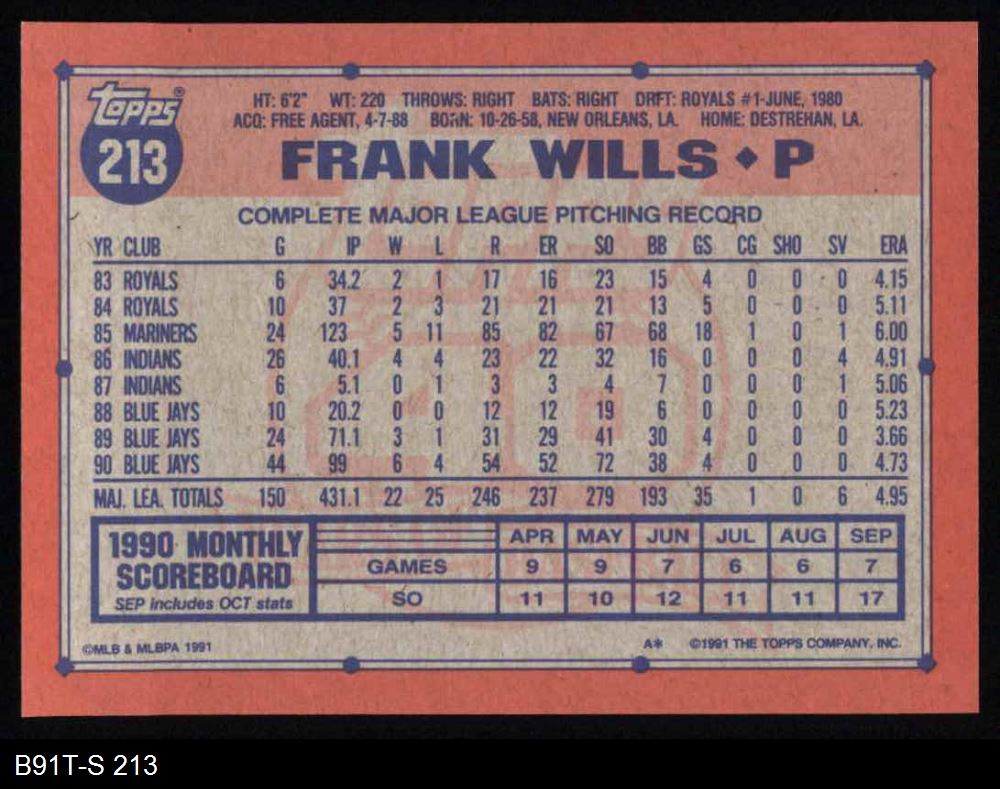 Topps®
213
HT: 6'2" WT: 220 THROWS: RIGHT BATS: RIGHT DRFT: ROYALS #1-JUNE, 1980
ACQ: FREE AGENT, 4-7-88 BORN: 10-26-58, NEW ORLEANS, LA. HOME: DESTREHAN, LA.
FRANK WILLS ♦ P
COMPLETE MAJOR LEAGUE PITCHING RECORD
YR CLUB G IP W L R ER SO BB GS CG SHO SV ERA
83 ROYALS 6 34.2 2 1 17 16 23 15 4 0 0 0 4.15
84 ROYALS 10 37 2 3 21 21 21 13 5 0 0 0 5.11
85 MARINERS 24 123 5 11 85 82 67 68 18 1 0 1 6.00
86 INDIANS 26 40.1 4 4 23 22 32 16 0 0 0 4 4.91
87 INDIANS 6 5.1 0 1 3 3 4 7 0 0 0 1 5.06
88 BLUE JAYS 10 20.2 0 0 12 12 19 6 0 0 0 0 5.23
89 BLUE JAYS 24 71.1 3 1 31 29 41 30 4 0 0 0 3.66
90 BLUE JAYS 44 99 6 4 54 52 72 38 4 0 0 0 4.73
MAJ. LEA. TOTALS 150 431.1 22 25 246 237 279 193 35 1 0 6 4.95
1990 MONTHLY SCOREBOARD
SEP includes OCT stats
APR MAY JUN JUL AUG SEP
GAMES 9 9 7 6 6 7
SO 11 10 12 11 11 17
©MLB & MLBPA 1991 A* ©1991 THE TOPPS COMPANY, INC.
B91T-S 213